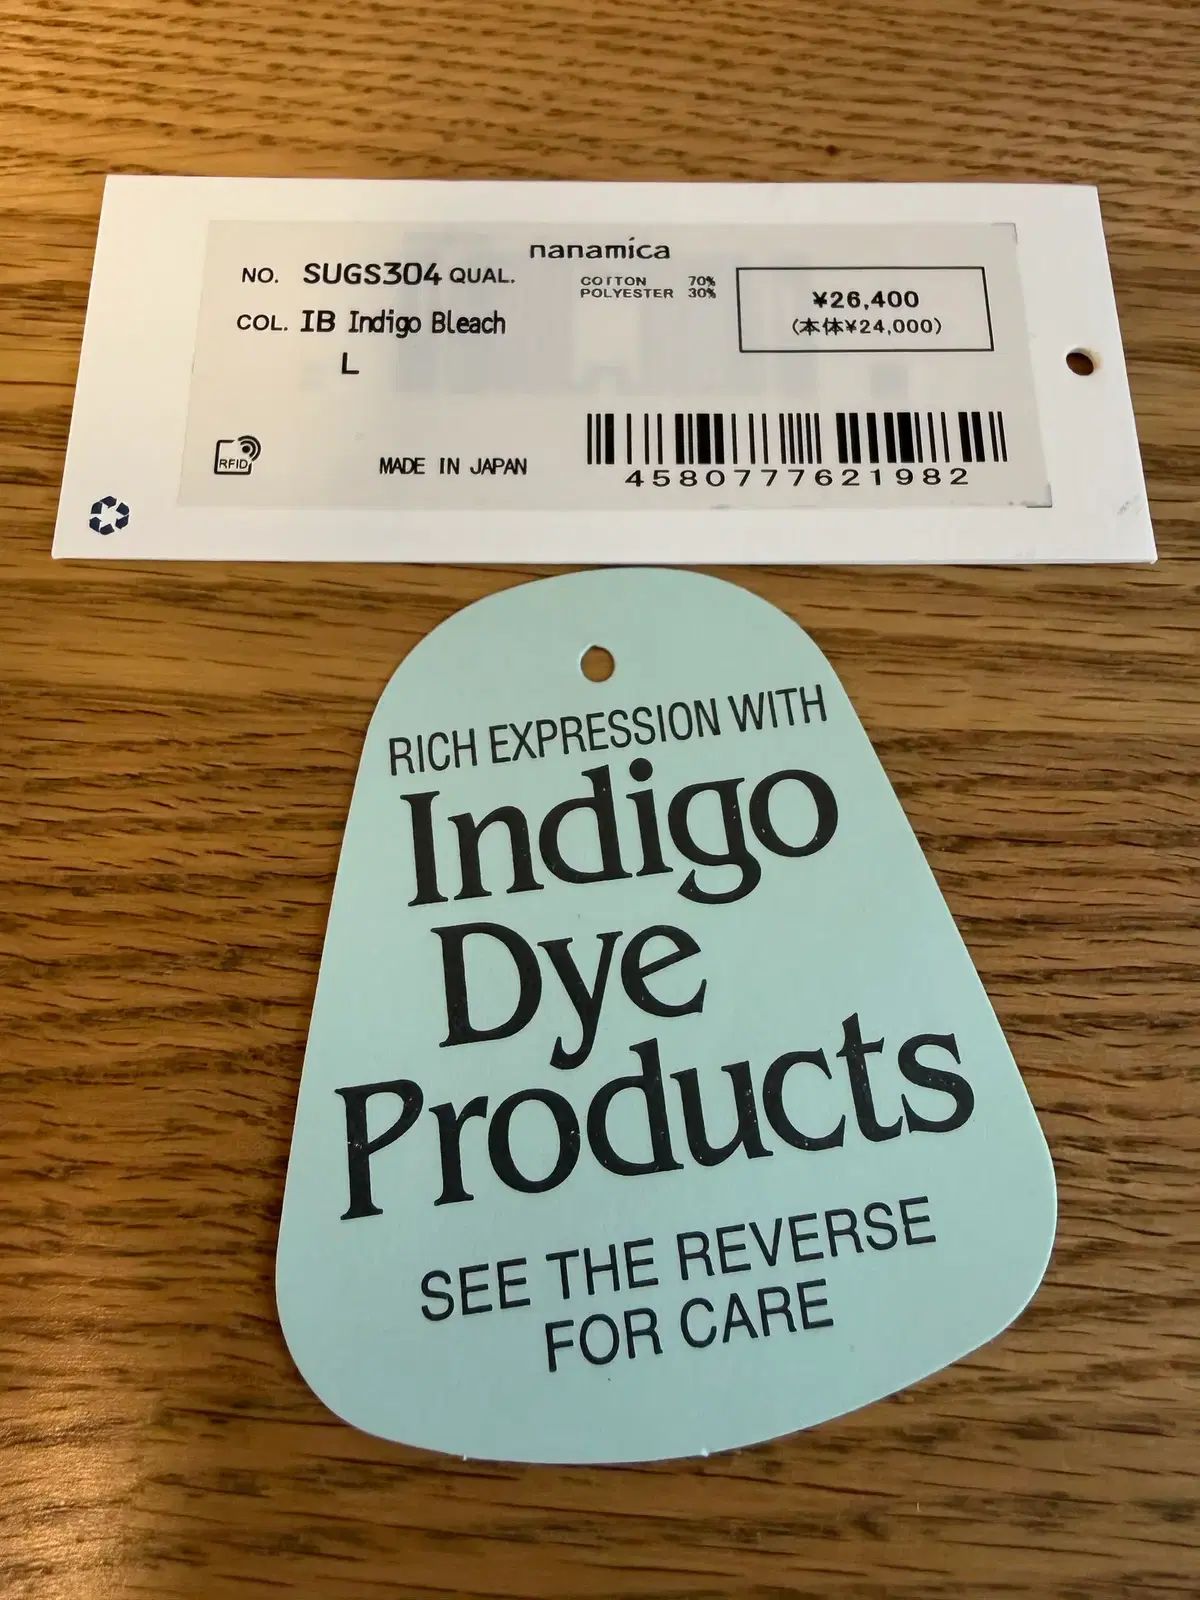 nanamica
NO. SUGS304 QUAL.
COTTON 70%
POLYESTER 30%
¥26,400
(本体¥24,000)
COL. IB Indigo Bleach
L
RFID
MADE IN JAPAN
4580777621982
RICH EXPRESSION WITH
Indigo
Dye
Products
SEE THE REVERSE
FOR CARE